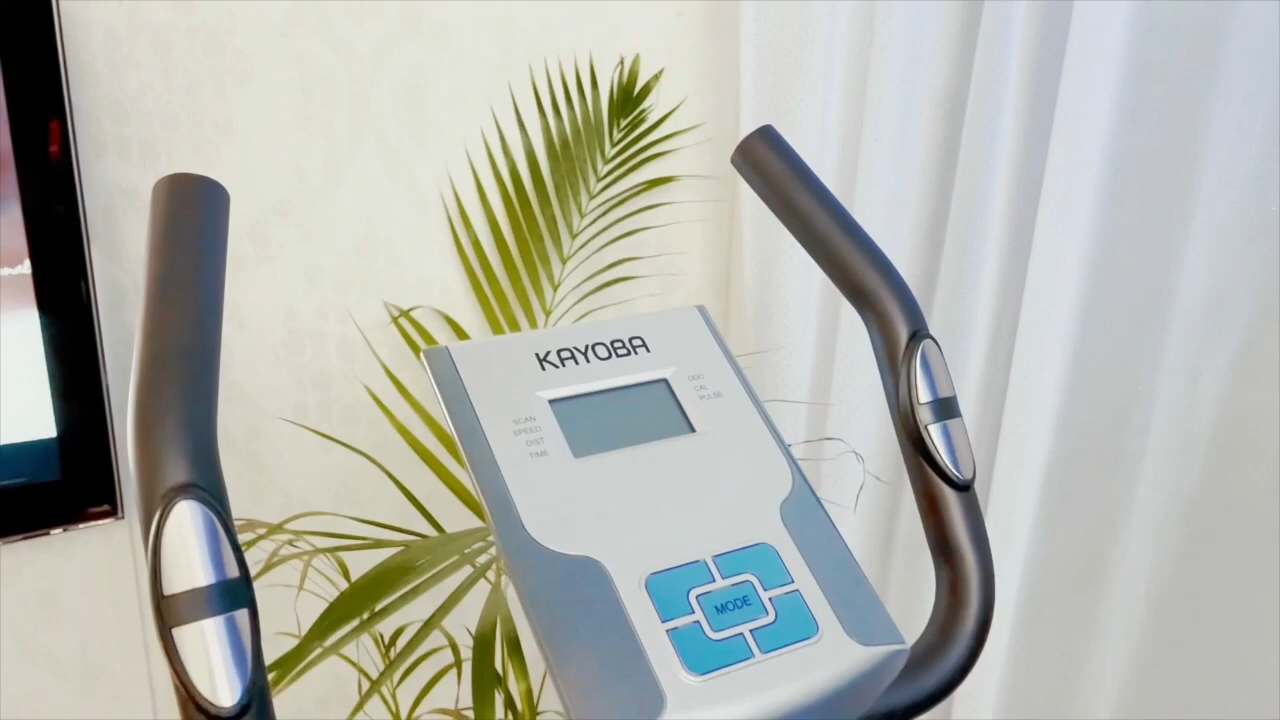 KAYOBA
SCAN
SPEED
DIST
TIME
ODO
CAL
PULSE
MODE